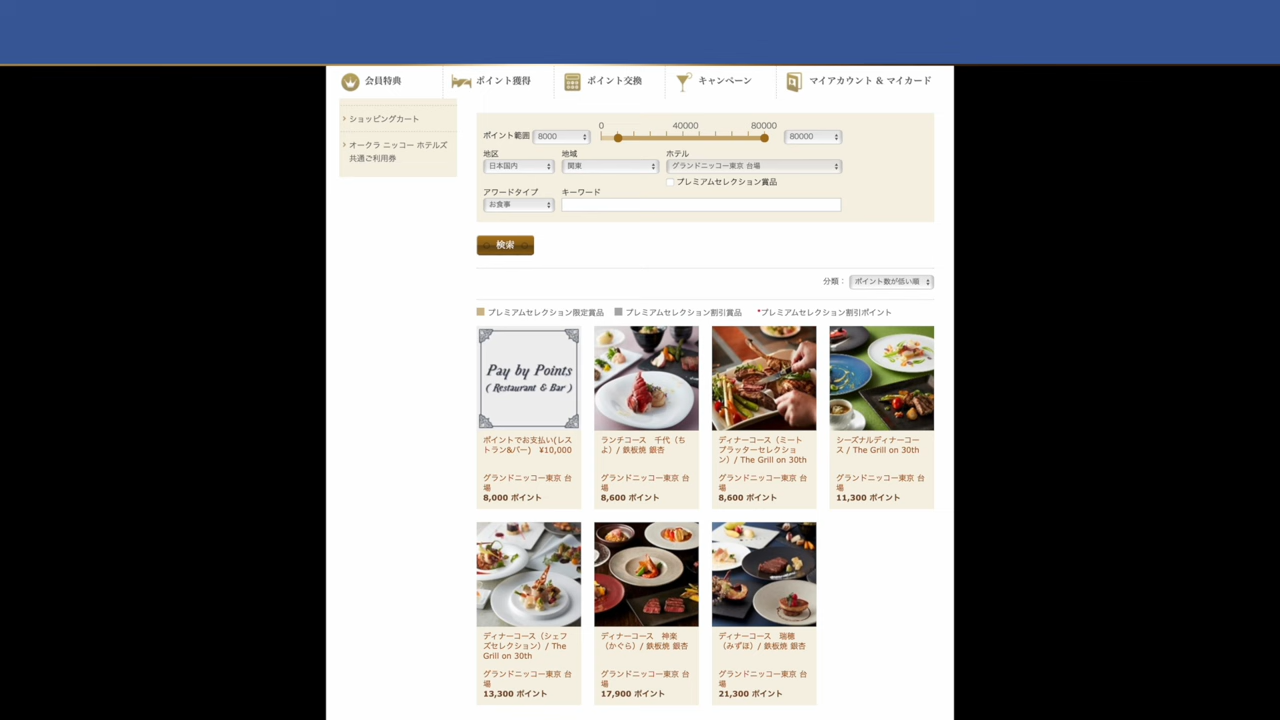 会員特典
ポイント獲得
ポイント交換
キャンペーン
マイアカウント & マイカード
ショッピングカート
オークラ ニッコー ホテルズ
共通ご利用券
ポイント範囲
8000
0
40000
80000
80000
地区
地域
ホテル
日本国内
関東
グランドニッコー東京 台場
プレミアムセレクション賞品
アワードタイプ
キーワード
お食事
検索
分類：
ポイント数が低い順
プレミアムセレクション限定賞品
プレミアムセレクション割引賞品
*プレミアムセレクション割引ポイント
Pay by Points
( Restaurant & Bar )
ポイントでお支払い(レス
トラン&バー)　¥10,000
グランドニッコー東京 台
場
8,000 ポイント
ランチコース　千代（ち
よ）/ 鉄板焼 銀杏
グランドニッコー東京 台
場
8,600 ポイント
ディナーコース（ミート
プラッターセレクショ
ン）/ The Grill on 30th
グランドニッコー東京 台
場
8,600 ポイント
シーズナルディナーコー
ス / The Grill on 30th
グランドニッコー東京 台
場
11,300 ポイント
ディナーコース（シェフ
ズセレクション）/ The
Grill on 30th
グランドニッコー東京 台
場
13,300 ポイント
ディナーコース　神楽
（かぐら）/ 鉄板焼 銀杏
グランドニッコー東京 台
場
17,900 ポイント
ディナーコース　瑞穂
（みずほ）/ 鉄板焼 銀杏
グランドニッコー東京 台
場
21,300 ポイント